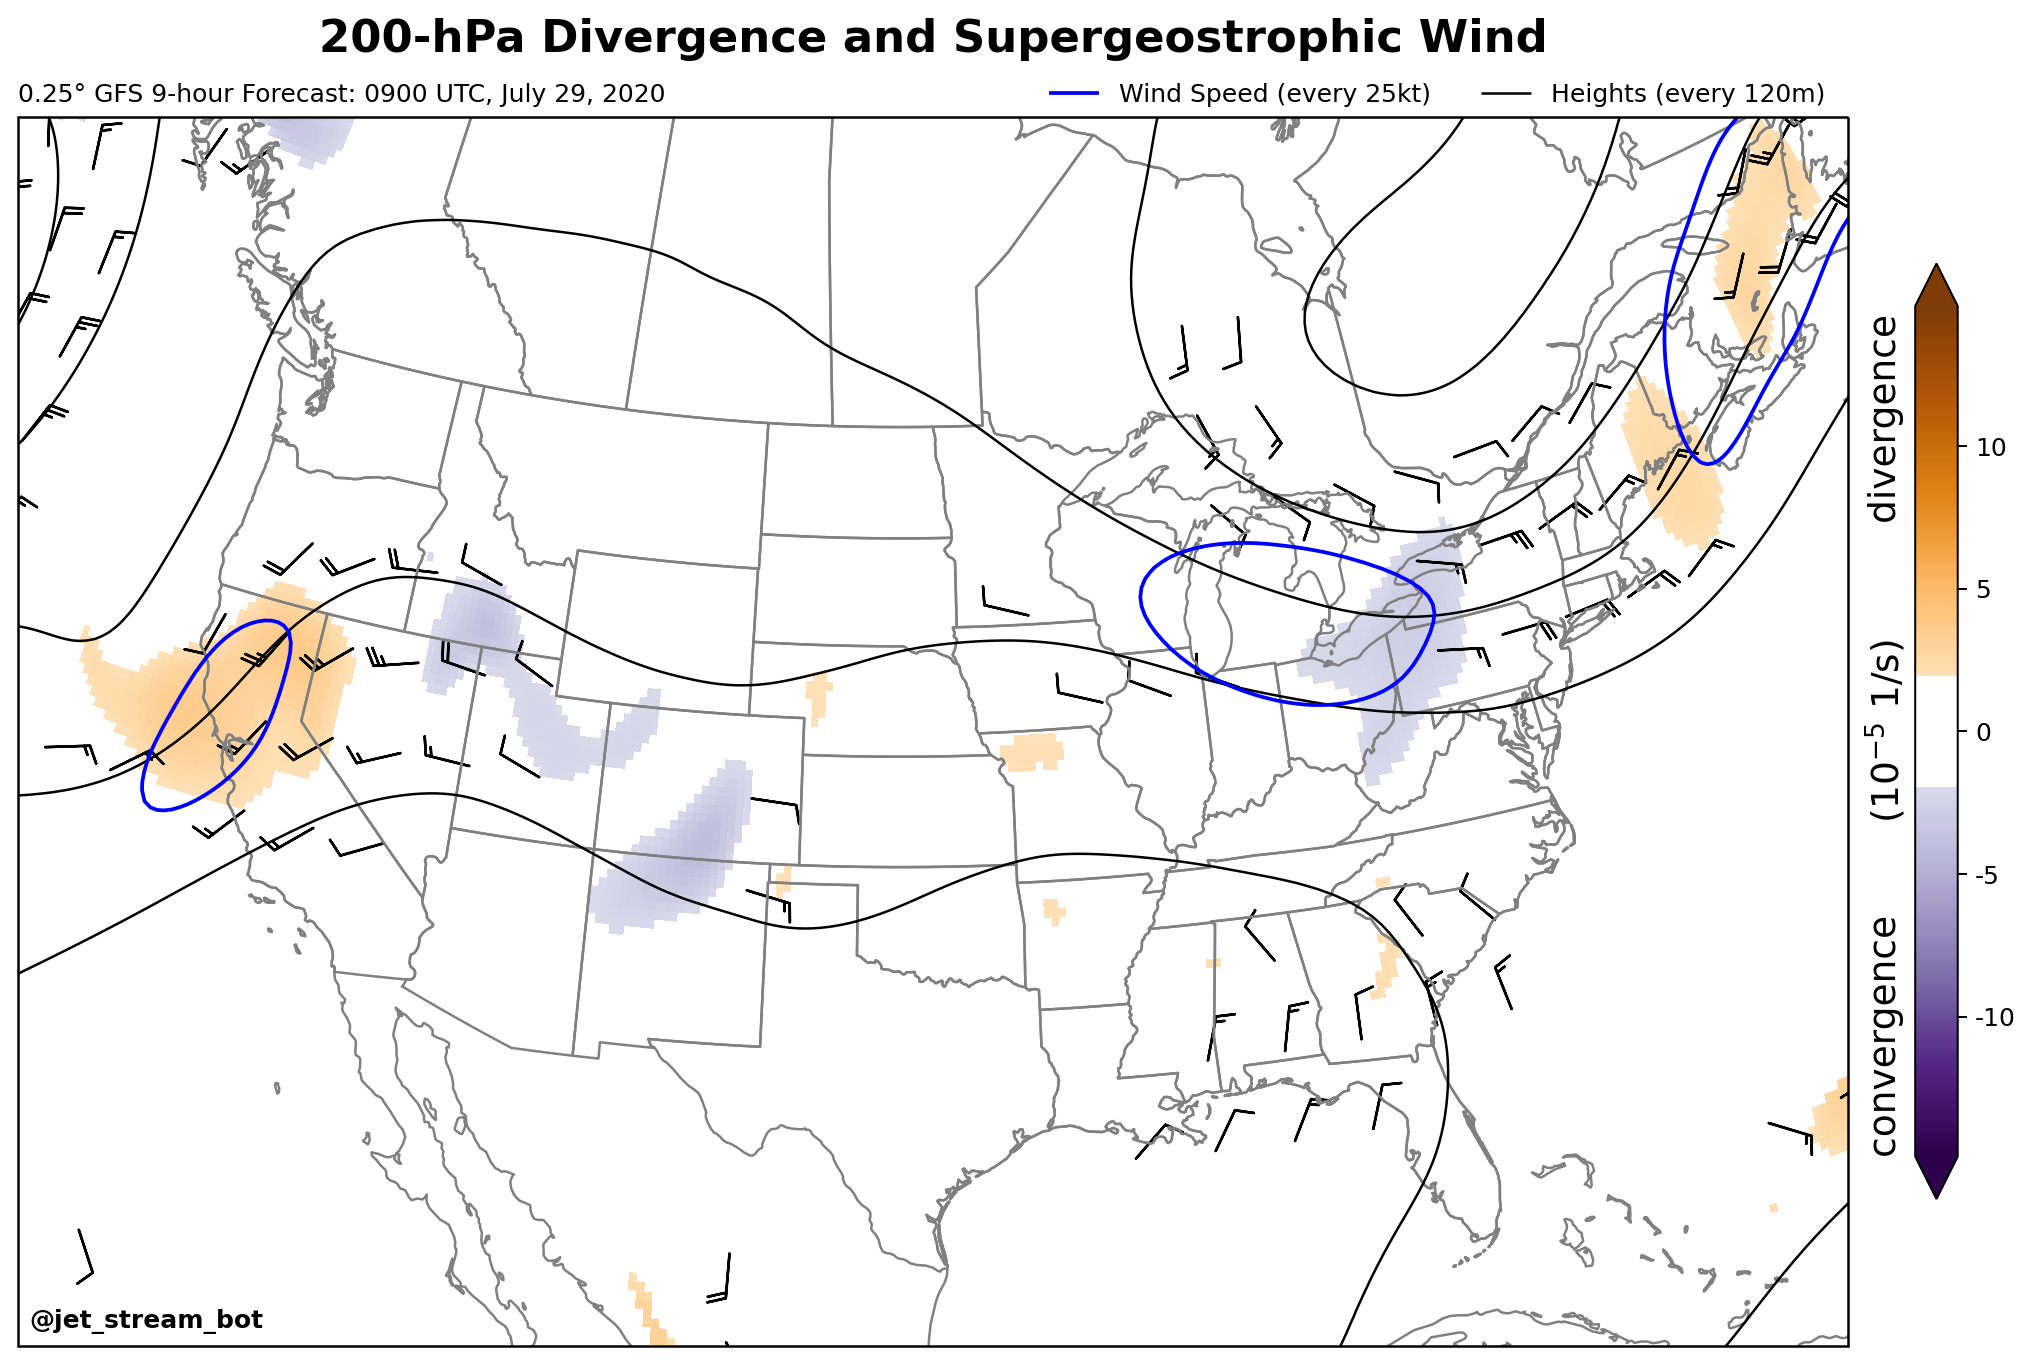 200-hPa Divergence and Supergeostrophic Wind
0.25° GFS 9-hour Forecast: 0900 UTC, July 29, 2020
Wind Speed (every 25kt)
Heights (every 120m)
divergence
(10⁻⁵ 1/s)
convergence
10
5
0
-5
-10
@jet_stream_bot